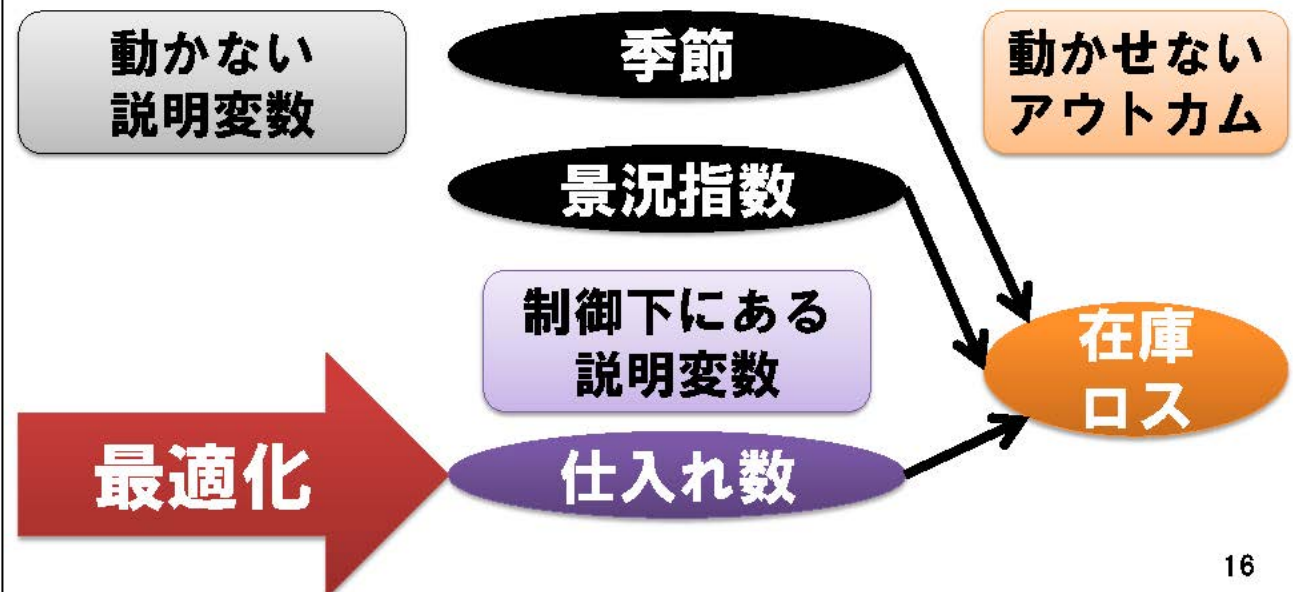 動かない
説明変数
季節
動かせない
アウトカム
景況指数
制御下にある
説明変数
在庫
ロス
最適化
仕入れ数
16